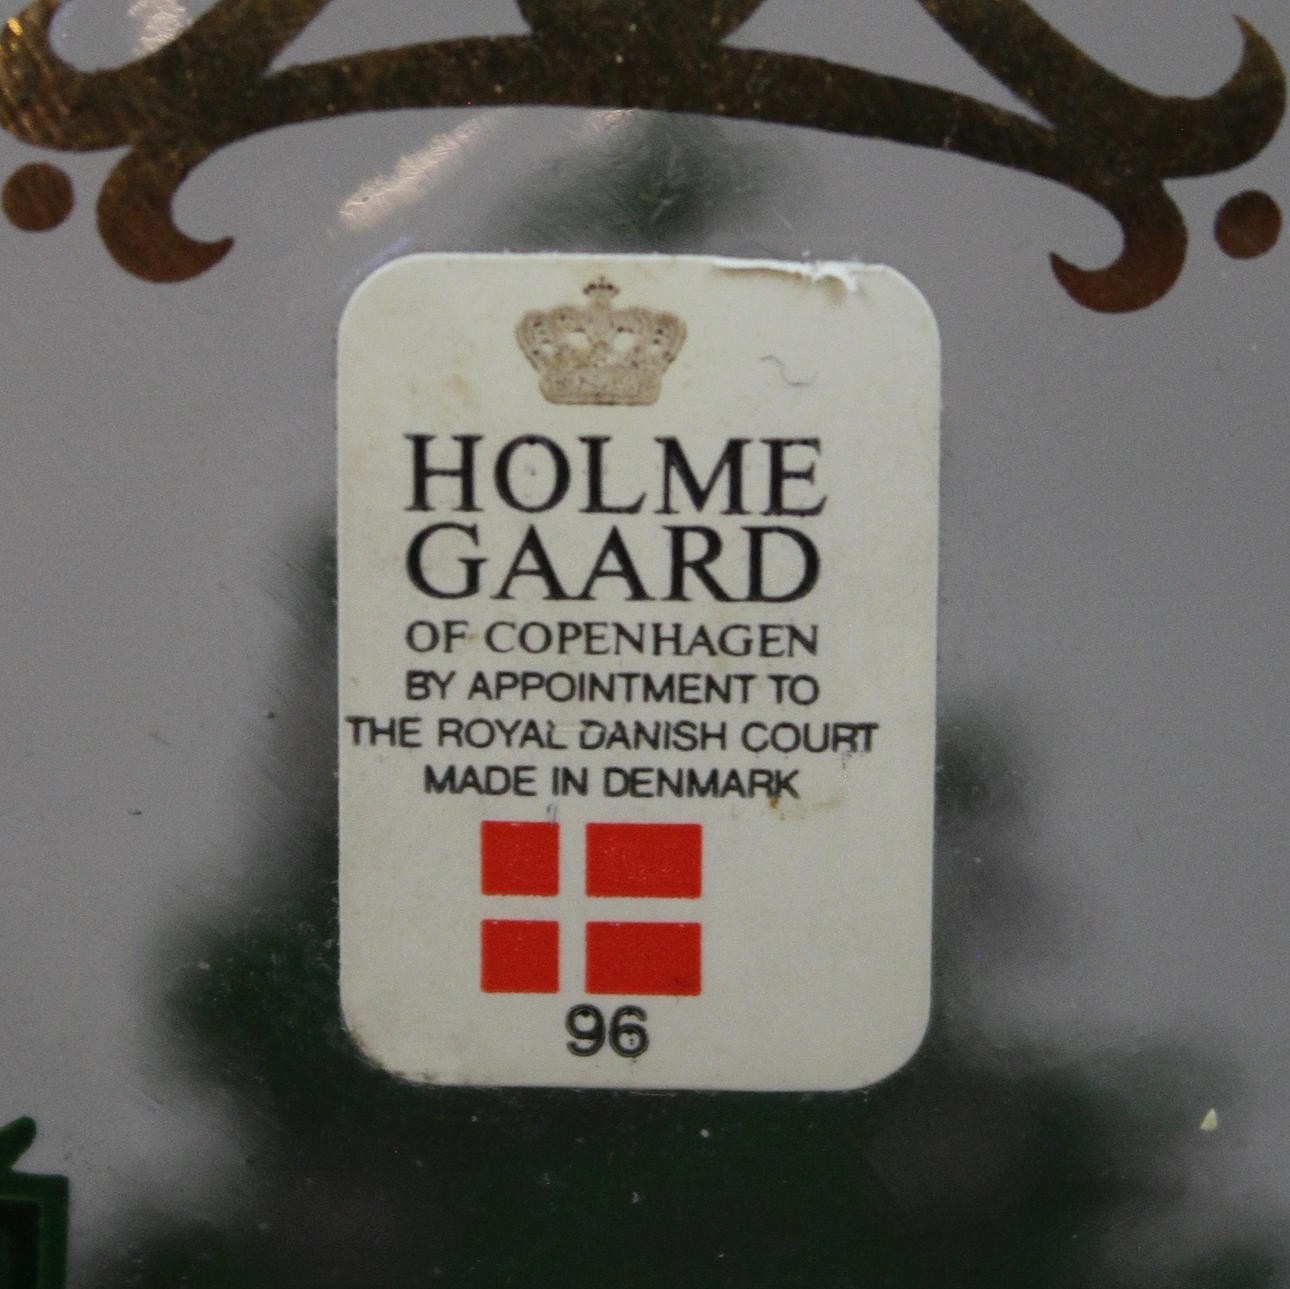 HOLME
GAARD
OF COPENHAGEN
BY APPOINTMENT TO
THE ROYAL DANISH COURT
MADE IN DENMARK
96